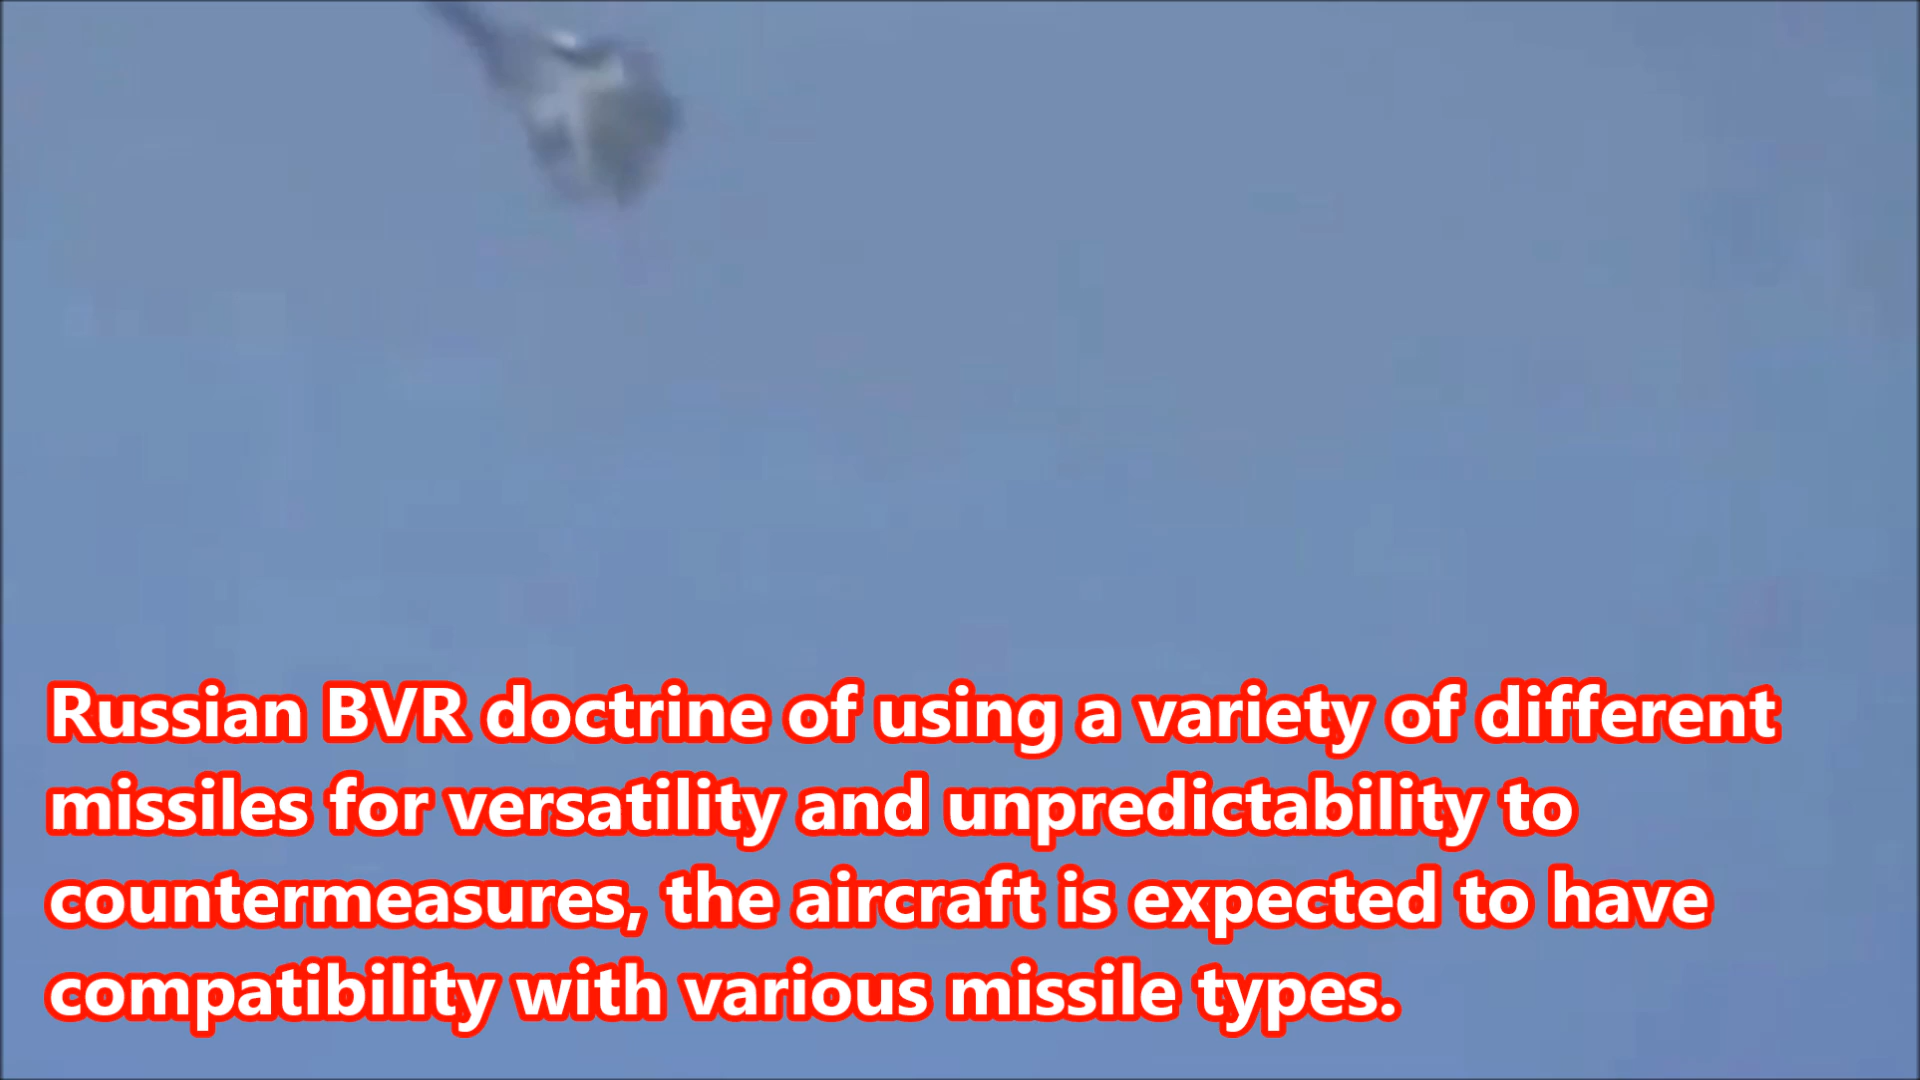 Russian BVR doctrine of using a variety of different
missiles for versatility and unpredictability to
countermeasures, the aircraft is expected to have
compatibility with various missile types.